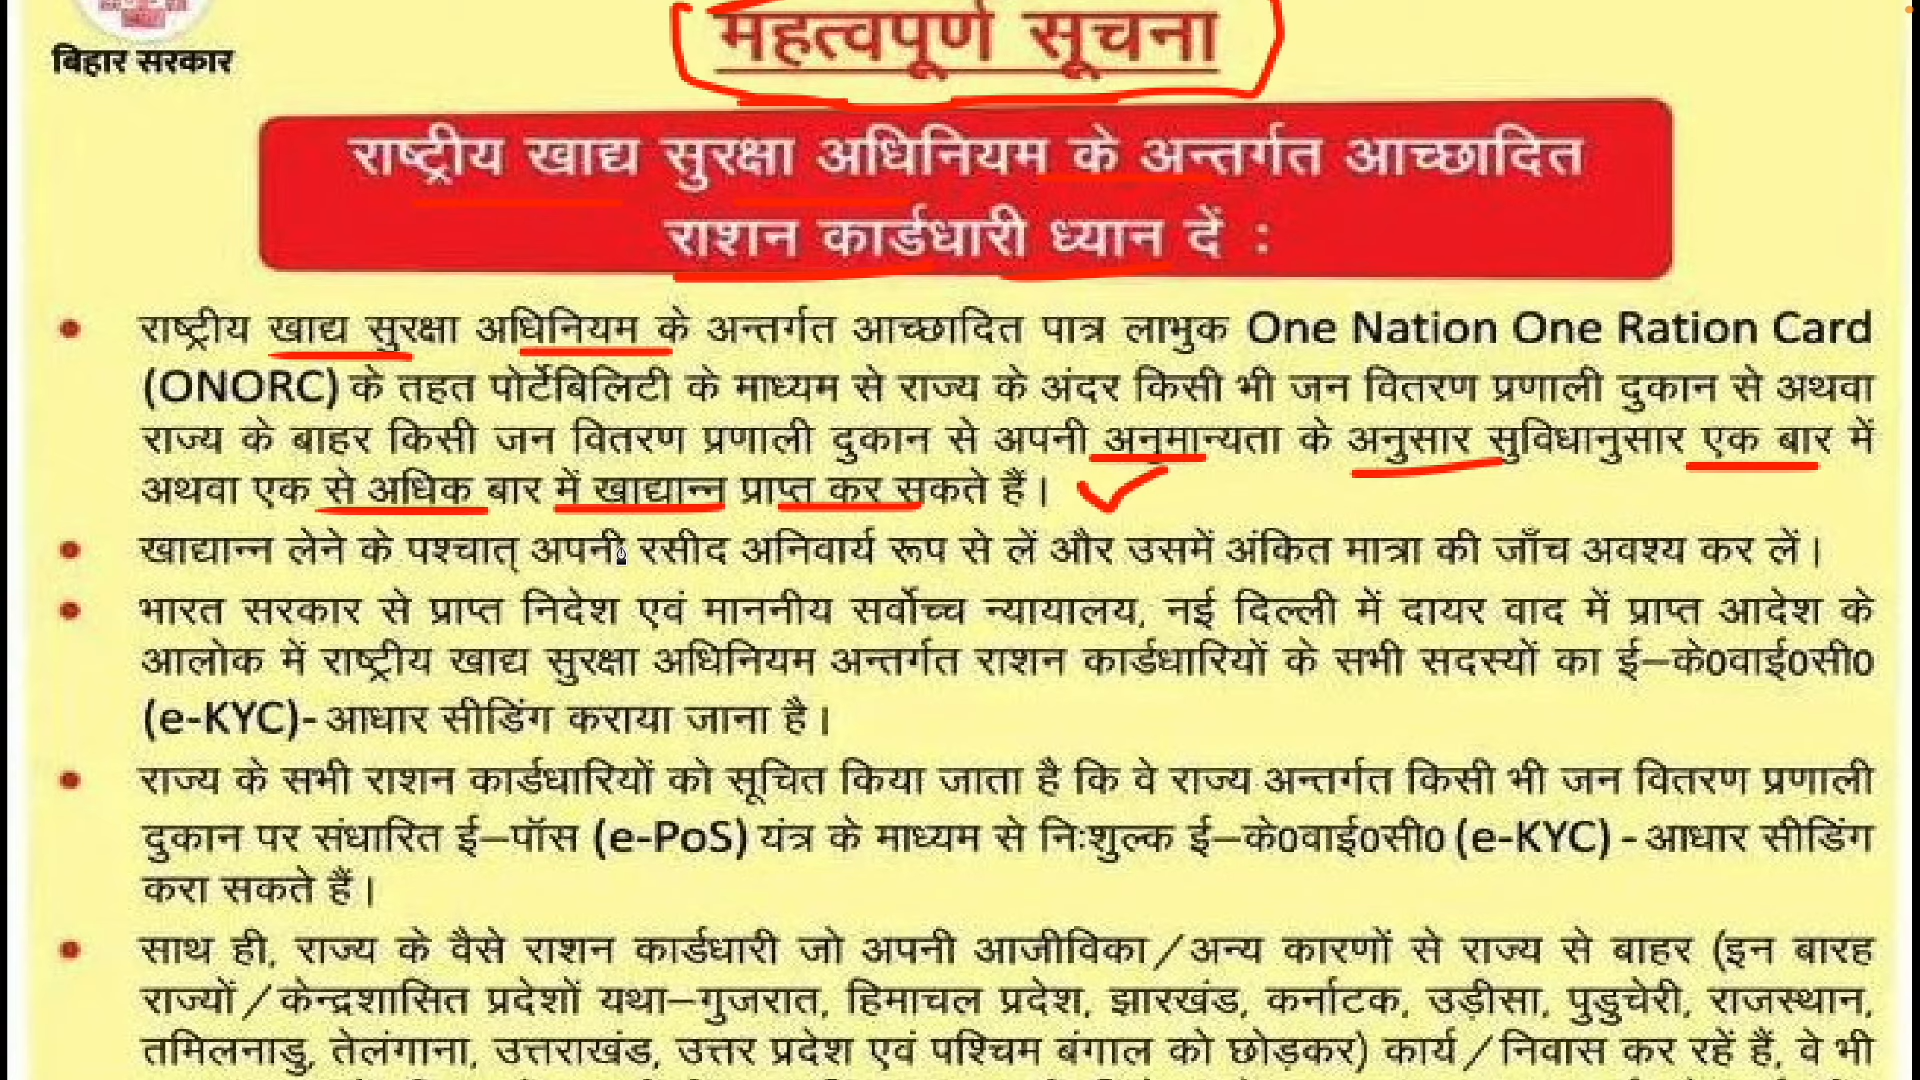 महत्वपूर्ण सूचना
बिहार सरकार
राष्ट्रीय खाद्य सुरक्षा अधिनियम के अन्तर्गत आच्छादित
राशन कार्डधारी ध्यान दें :
• राष्ट्रीय खाद्य सुरक्षा अधिनियम के अन्तर्गत आच्छादित पात्र लाभुक One Nation One Ration Card
(ONORC) के तहत पोर्टेबिलिटी के माध्यम से राज्य के अंदर किसी भी जन वितरण प्रणाली दुकान से अथवा
राज्य के बाहर किसी जन वितरण प्रणाली दुकान से अपनी अनुमान्यता के अनुसार सुविधानुसार एक बार में
अथवा एक से अधिक बार में खाद्यान्न प्राप्त कर सकते हैं।
• खाद्यान्न लेने के पश्चात् अपनी रसीद अनिवार्य रूप से लें और उसमें अंकित मात्रा की जाँच अवश्य कर लें।
• भारत सरकार से प्राप्त निदेश एवं माननीय सर्वोच्च न्यायालय, नई दिल्ली में दायर वाद में प्राप्त आदेश के
आलोक में राष्ट्रीय खाद्य सुरक्षा अधिनियम अन्तर्गत राशन कार्डधारियों के सभी सदस्यों का ई–के0वाई0सी0
(e-KYC)- आधार सीडिंग कराया जाना है।
• राज्य के सभी राशन कार्डधारियों को सूचित किया जाता है कि वे राज्य अन्तर्गत किसी भी जन वितरण प्रणाली
दुकान पर संधारित ई–पॉस (e-PoS) यंत्र के माध्यम से निःशुल्क ई–के0वाई0सी0 (e-KYC) - आधार सीडिंग
करा सकते हैं।
• साथ ही, राज्य के वैसे राशन कार्डधारी जो अपनी आजीविका/अन्य कारणों से राज्य से बाहर (इन बारह
राज्यों/केन्द्रशासित प्रदेशों यथा–गुजरात, हिमाचल प्रदेश, झारखंड, कर्नाटक, उड़ीसा, पुडुचेरी, राजस्थान,
तमिलनाडु, तेलंगाना, उत्तराखंड, उत्तर प्रदेश एवं पश्चिम बंगाल को छोड़कर) कार्य/निवास कर रहें हैं, वे भी